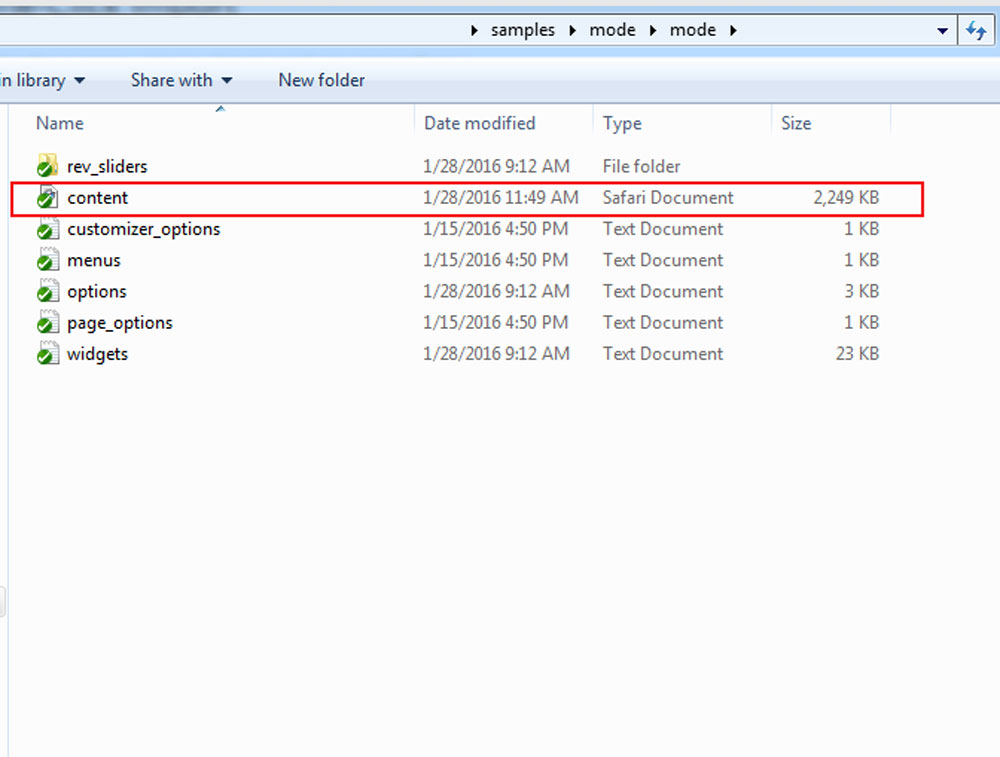 samples mode mode
in library Share with New folder
Name Date modified Type Size
rev_sliders 1/28/2016 9:12 AM File folder
content 1/28/2016 11:49 AM Safari Document 2,249 KB
customizer_options 1/15/2016 4:50 PM Text Document 1 KB
menus 1/15/2016 4:50 PM Text Document 1 KB
options 1/28/2016 9:12 AM Text Document 3 KB
page_options 1/15/2016 4:50 PM Text Document 1 KB
widgets 1/28/2016 9:12 AM Text Document 23 KB